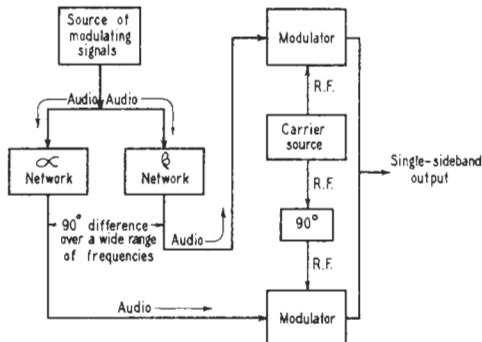 Source of
modulating
signals
Modulator
Audio Audio
R.F.
Carrier
source
∝
Network
β
Network
Single-sideband
output
R.F.
90°
90° difference
over a wide range
of frequencies
Audio
R.F.
Audio
Modulator